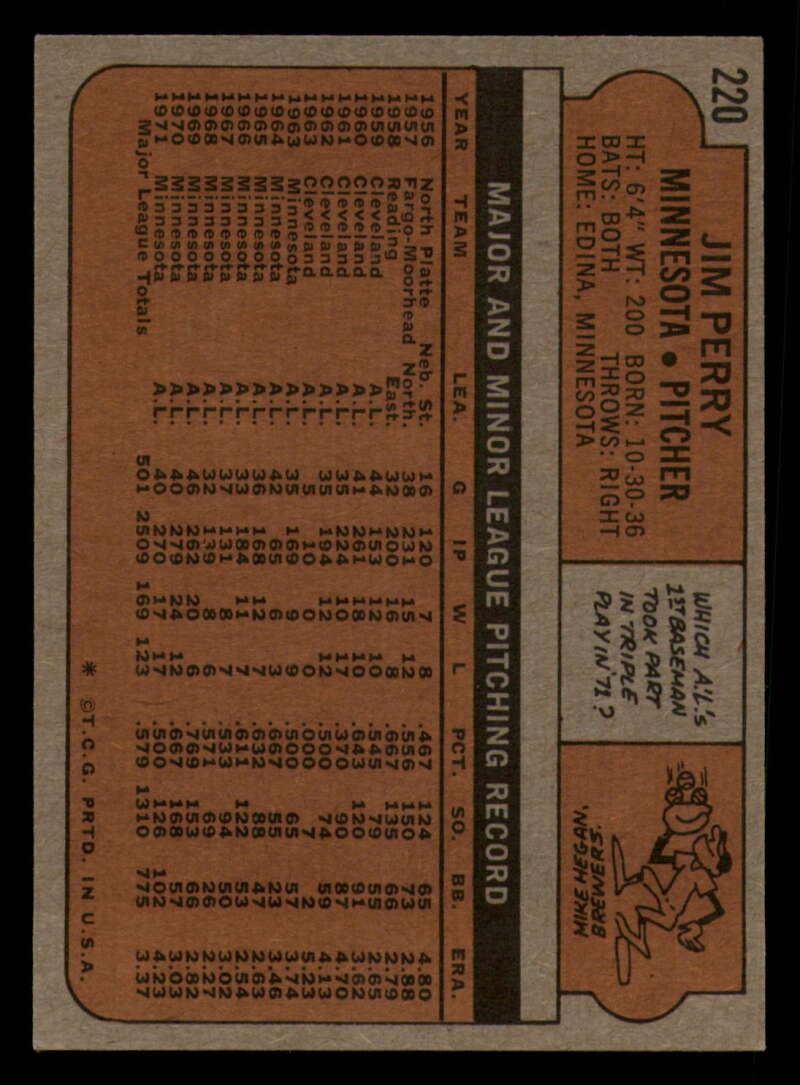 220
JIM PERRY
MINNESOTA • PITCHER
HT: 6'4" WT: 200 BORN: 10-30-36
BATS: BOTH THROWS: RIGHT
HOME: EDINA, MINNESOTA
WHICH A.L.'s
1ST BASEMAN
TOOK PART
IN TRIPLE
PLAY IN '71?
MIKE HEGAN,
BREWERS.
MAJOR AND MINOR LEAGUE PITCHING RECORD
YEAR TEAM LEA. G IP W L PCT. SO. BB. ERA.
1956 North Platte Neb. St. 16 120 7 8 .467 124 65 4.80
1957 Fargo-Moorhead North. 38 231 15 12 .556 150 73 2.88
1958 Reading East. 32 201 16 8 .667 135 66 2.79
1959 Cleveland A.L. 44 153 12 10 .545 79 55 2.65
1960 Cleveland A.L. 41 261 18 10 .643 120 91 3.62
1961 Cleveland A.L. 35 224 10 17 .370 90 87 4.70
1962 Cleveland A.L. 35 194 12 12 .500 74 59 4.13
1963 Cleveland A.L. 5 10 0 0 .000 7 2
1963 Minnesota A.L. 35 169 9 9 .500 65 57 3.73
1964 Minnesota A.L. 42 65 6 3 .667 55 23 3.46
1965 Minnesota A.L. 36 168 12 7 .632 88 47 2.64
1966 Minnesota A.L. 33 184 11 7 .611 122 53 2.54
1967 Minnesota A.L. 37 131 8 7 .533 94 50 3.03
1968 Minnesota A.L. 32 139 8 6 .571 69 26 2.27
1969 Minnesota A.L. 46 262 20 6 .769 153 66 2.82
1970 Minnesota A.L. 40 279 24 12 .667 168 57 3.03
1971 Minnesota A.L. 40 270 17 17 .500 126 102 4.23
Major League Totals 501 2509 169 123 .579 1310 775 3.37
* ©T.C.G. PRTD. IN U.S.A.